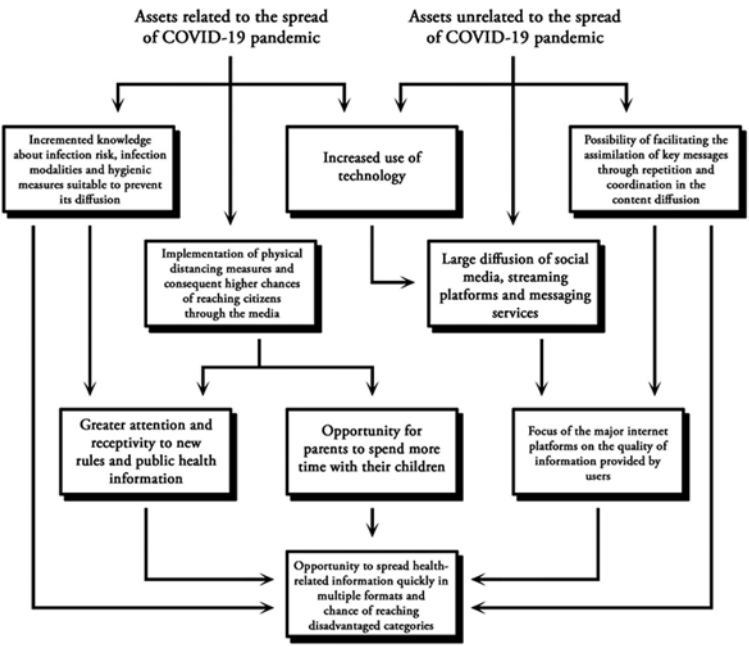 Assets related to the spread
of COVID-19 pandemic
Assets unrelated to the spread
of COVID-19 pandemic
Incremented knowledge
about infection risk, infection
modalities and hygienic
measures suitable to prevent
its diffusion
Increased use of
technology
Possibility of facilitating the
assimilation of key messages
through repetition and
coordination in the
content diffusion
Implementation of physical
distancing measures and
consequent higher chances
of reaching citizens
through the media
Large diffusion of social
media, streaming
platforms and messaging
services
Greater attention and
receptivity to new
rules and public health
information
Opportunity for
parents to spend more
time with their children
Focus of the major internet
platforms on the quality of
information provided by
users
Opportunity to spread health-
related information quickly in
multiple formats and
chance of reaching
disadvantaged categories